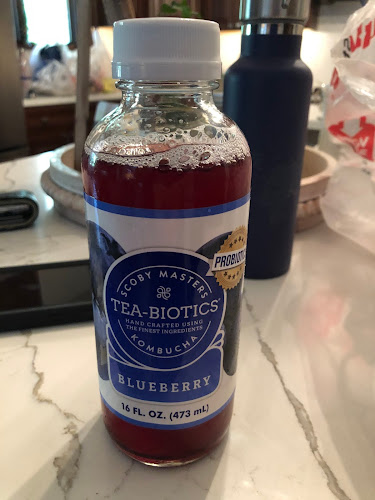 SCOBY MASTERS
PROBIOTIC
TEA-BIOTICS
HAND CRAFTED USING
THE FINEST INGREDIENTS
KOMBUCHA
BLUEBERRY
16 FL. OZ. (473 mL)